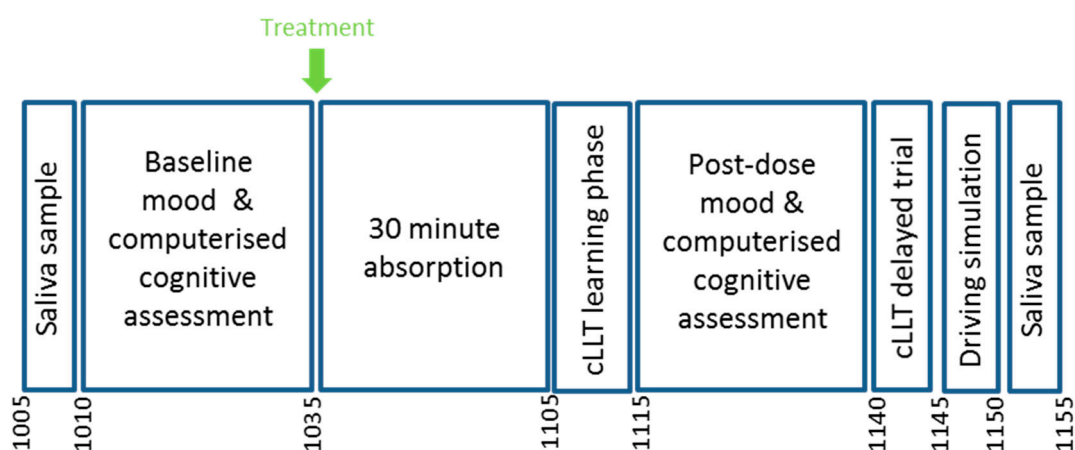 Treatment
Saliva sample
Baseline
mood & 
computerised
cognitive
assessment
30 minute
absorption
cLLT learning phase
Post-dose
mood &
computerised
cognitive
assessment
cLLT delayed trial
Driving simulation
Saliva sample
1005
1010
1035
1105
1115
1140
1145
1150
1155